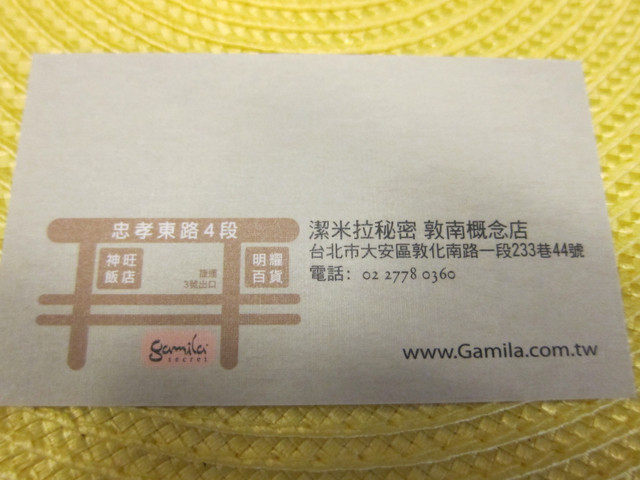 忠孝東路4段
神旺
飯店
捷運
3號出口
明耀
百貨
gamila
secret
潔米拉秘密 敦南概念店
台北市大安區敦化南路一段233巷44號
電話：02 2778 0360
www.Gamila.com.tw